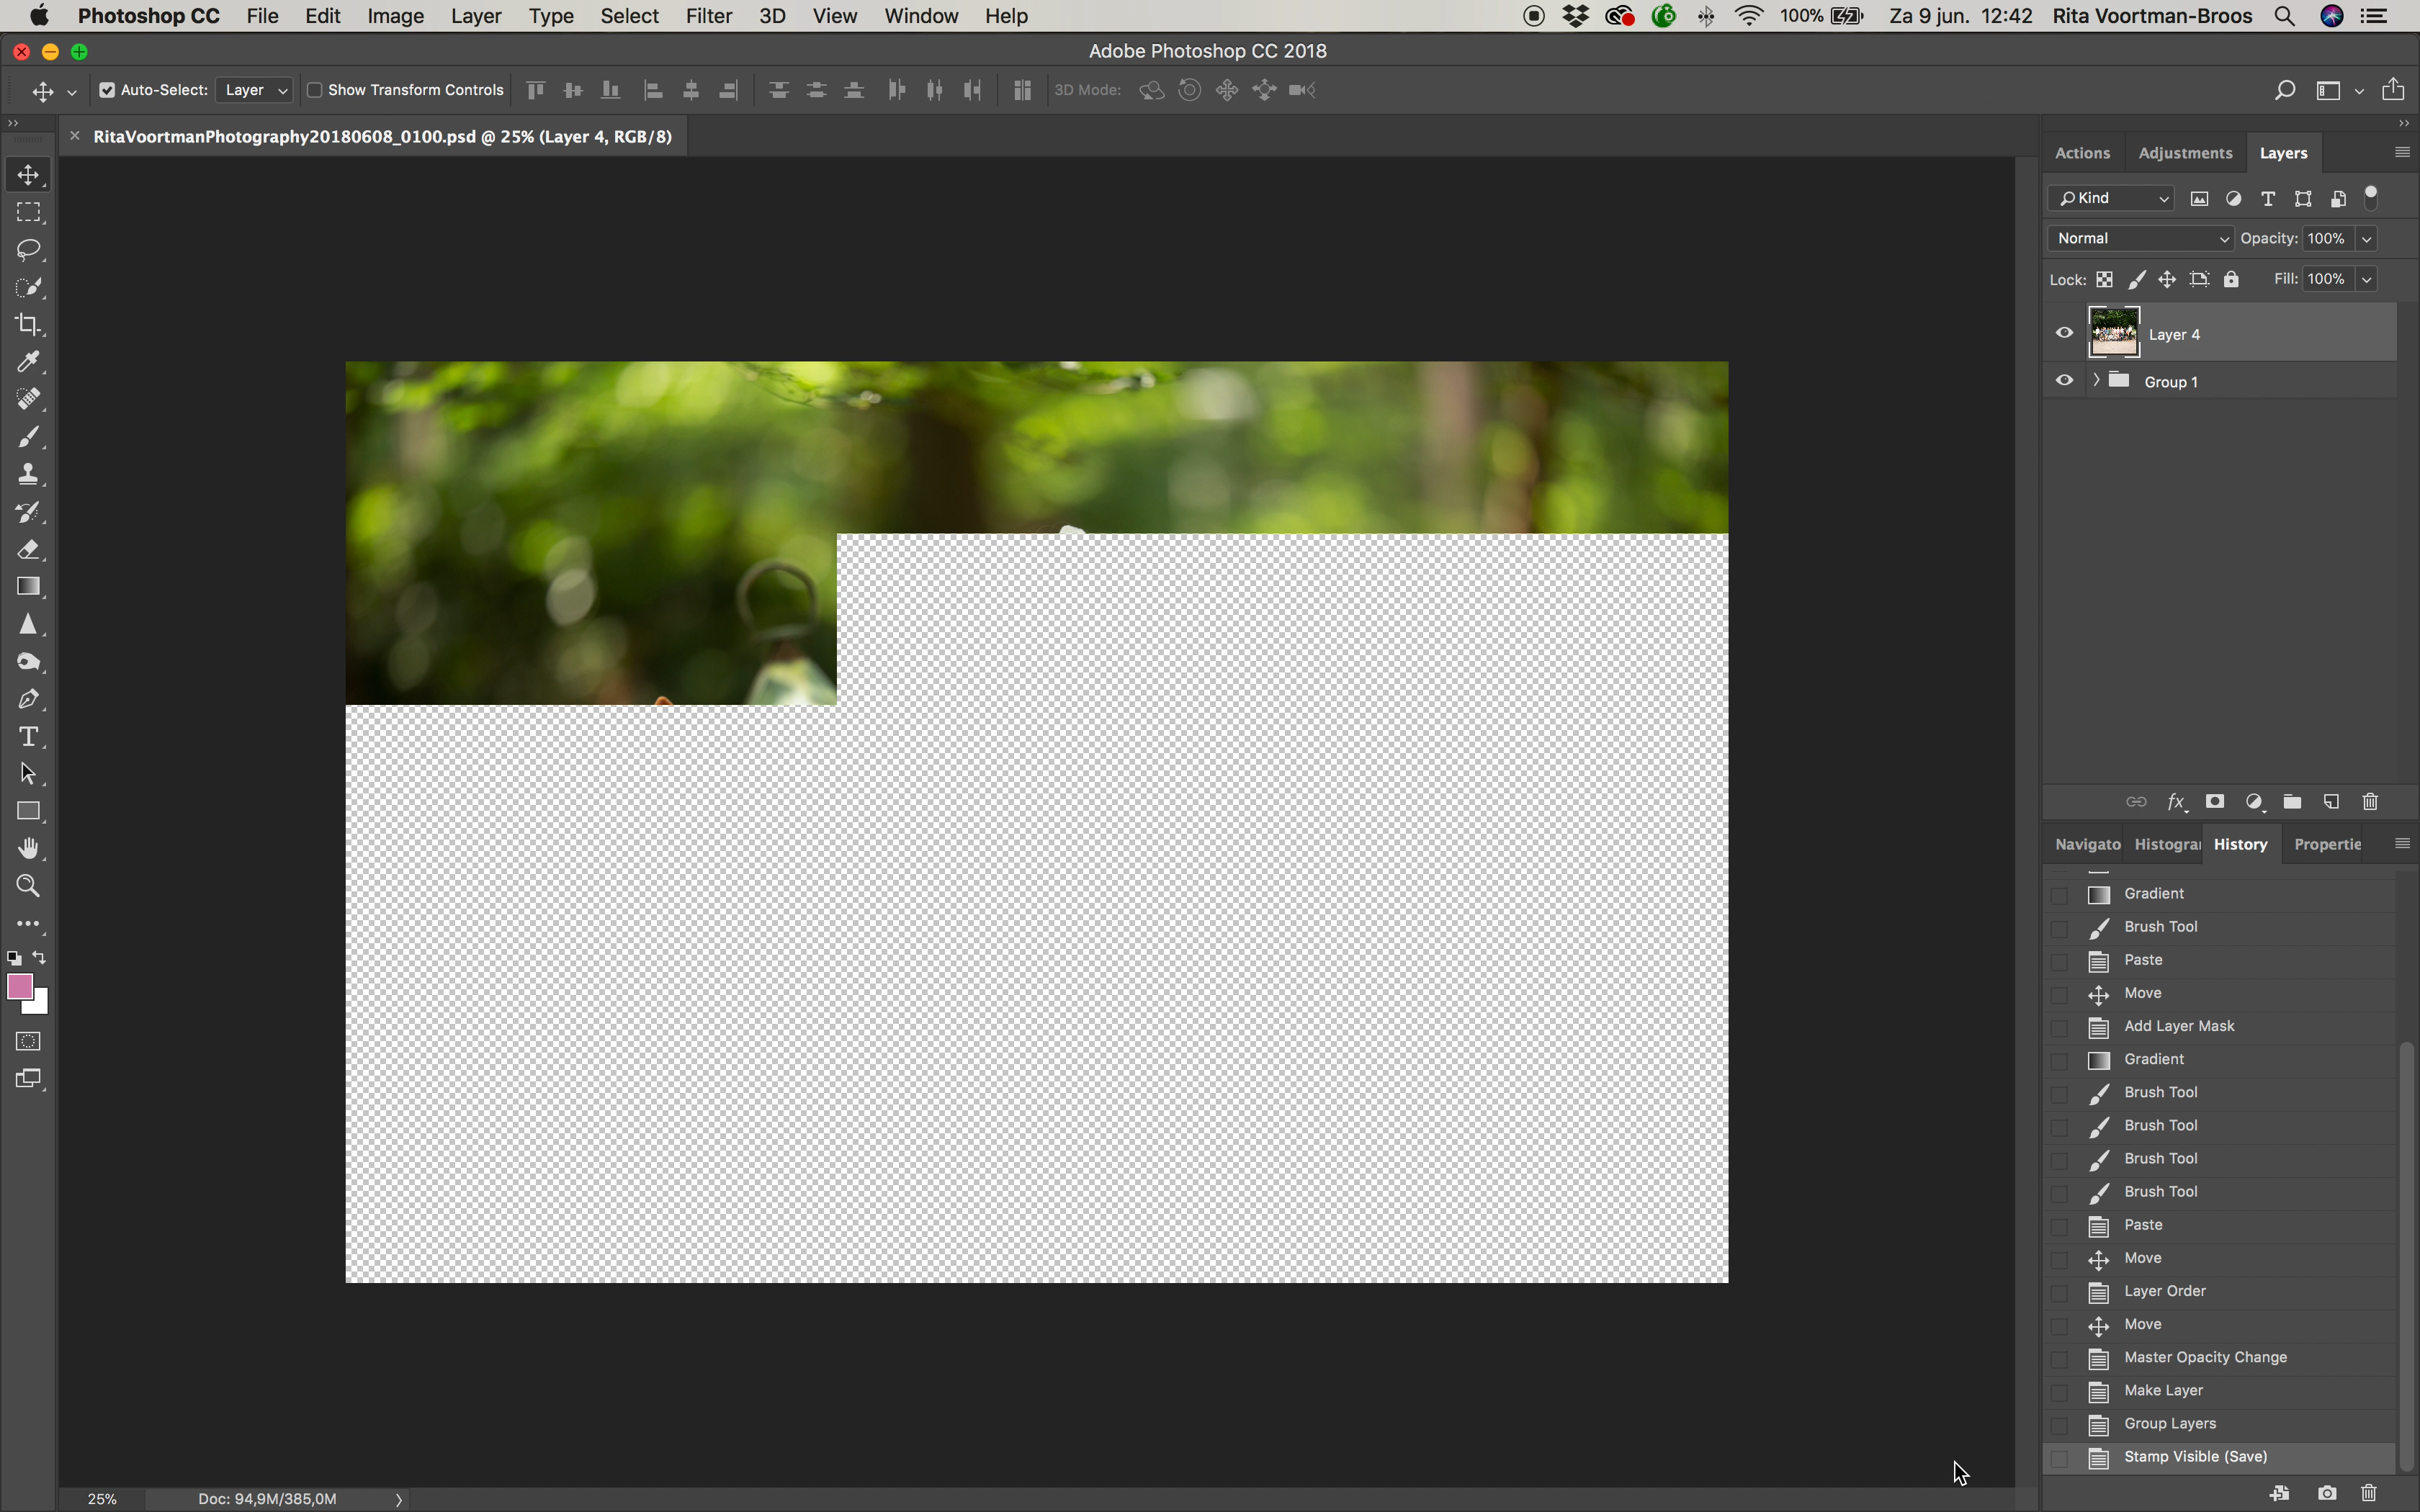 Photoshop CC File Edit Image Layer Type Select Filter 3D View Window Help 100% Za 9 jun. 12:42 Rita Voortman-Broos
Adobe Photoshop CC 2018
Auto-Select: Layer Show Transform Controls 3D Mode:
RitaVoortmanPhotography20180608_0100.psd @ 25% (Layer 4, RGB/8)
Actions Adjustments Layers
Kind
Normal Opacity: 100%
Lock: Fill: 100%
Layer 4
Group 1
fx
Navigato Histogra History Propertie
Gradient
Brush Tool
Paste
Move
Add Layer Mask
Gradient
Brush Tool
Brush Tool
Brush Tool
Brush Tool
Paste
Move
Layer Order
Move
Master Opacity Change
Make Layer
Group Layers
Stamp Visible (Save)
25% Doc: 94,9M/385,0M